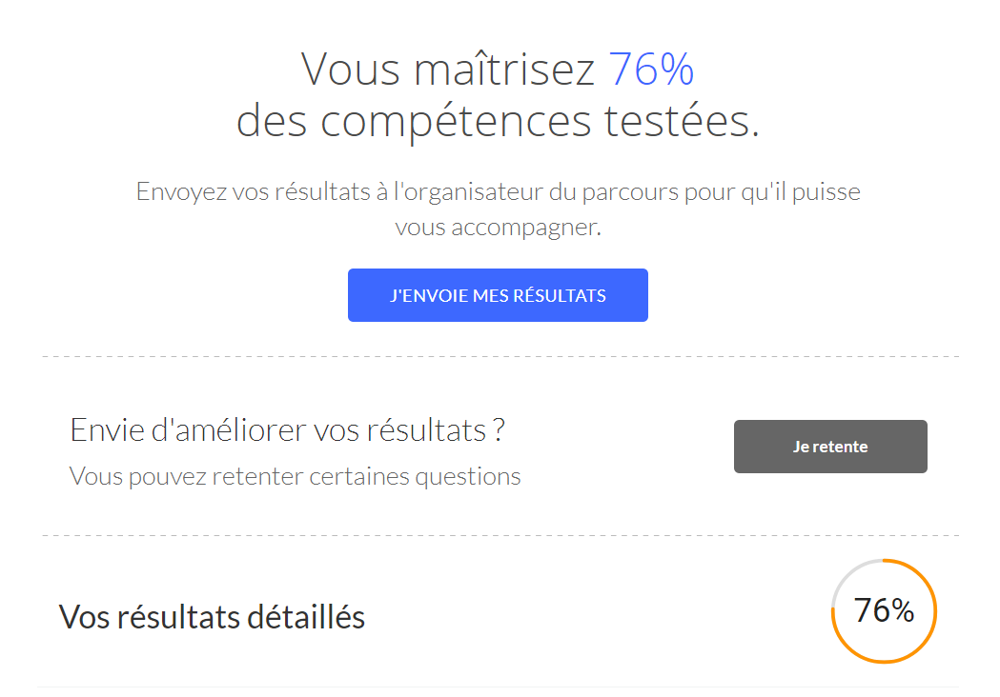 Vous maîtrisez 76%
des compétences testées.
Envoyez vos résultats à l'organisateur du parcours pour qu'il puisse
vous accompagner.
J'ENVOIE MES RÉSULTATS
Envie d'améliorer vos résultats ?
Vous pouvez retenter certaines questions
Je retente
Vos résultats détaillés
76%